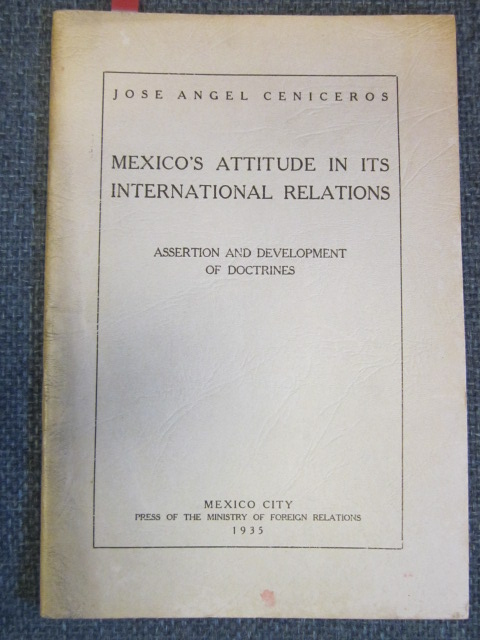 JOSE ANGEL CENICEROS
MEXICO'S ATTITUDE IN ITS
INTERNATIONAL RELATIONS
ASSERTION AND DEVELOPMENT
OF DOCTRINES
MEXICO CITY
PRESS OF THE MINISTRY OF FOREIGN RELATIONS
1935